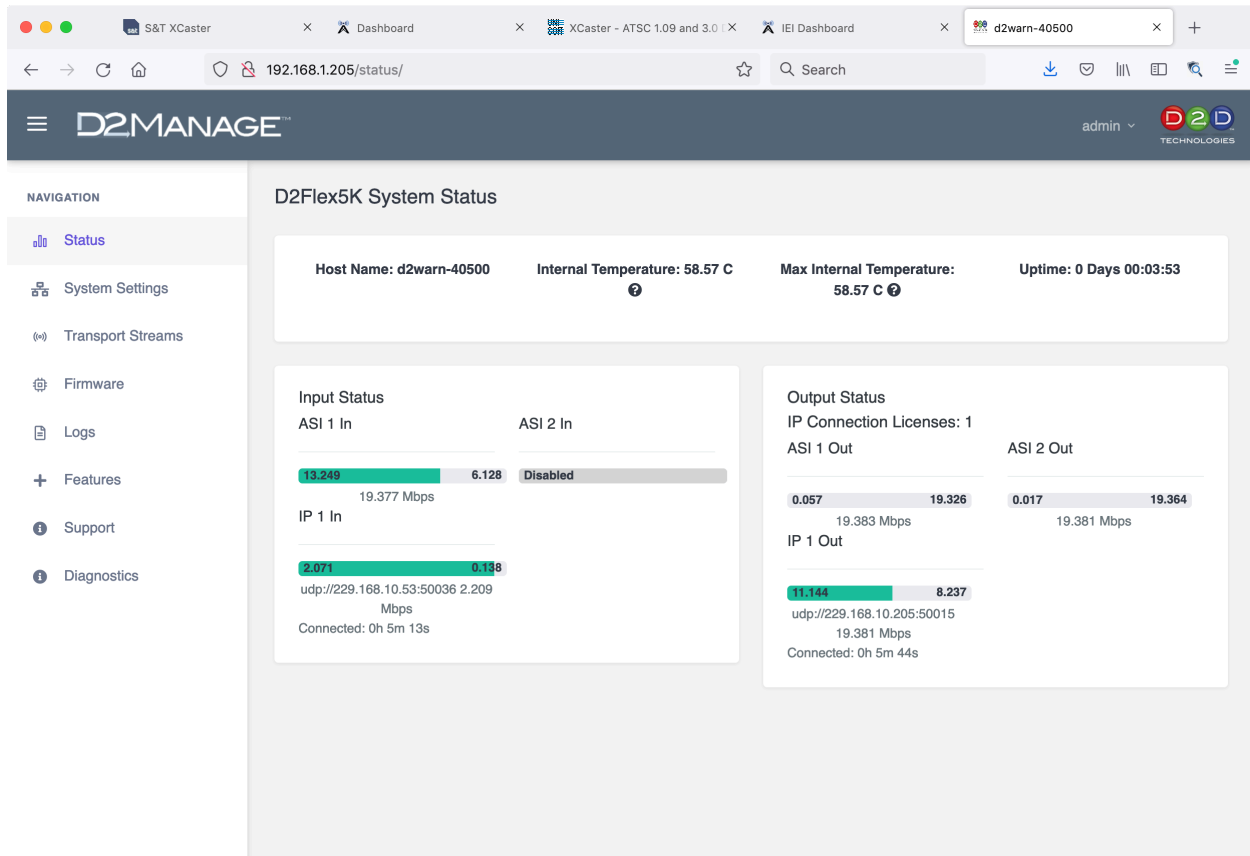 S&T XCaster
Dashboard
XCaster - ATSC 1.09 and 3.0
IEI Dashboard
d2warn-40500
192.168.1.205/status/
Search
D2MANAGE™
admin
D2D
TECHNOLOGIES
NAVIGATION
Status
System Settings
Transport Streams
Firmware
Logs
Features
Support
Diagnostics
D2Flex5K System Status
Host Name: d2warn-40500
Internal Temperature: 58.57 C
Max Internal Temperature:
58.57 C
Uptime: 0 Days 00:03:53
Input Status
ASI 1 In
13.249 6.128
19.377 Mbps
ASI 2 In
Disabled
IP 1 In
2.071 0.138
udp://229.168.10.53:50036 2.209
Mbps
Connected: 0h 5m 13s
Output Status
IP Connection Licenses: 1
ASI 1 Out
0.057 19.326
19.383 Mbps
ASI 2 Out
0.017 19.364
19.381 Mbps
IP 1 Out
11.144 8.237
udp://229.168.10.205:50015
19.381 Mbps
Connected: 0h 5m 44s